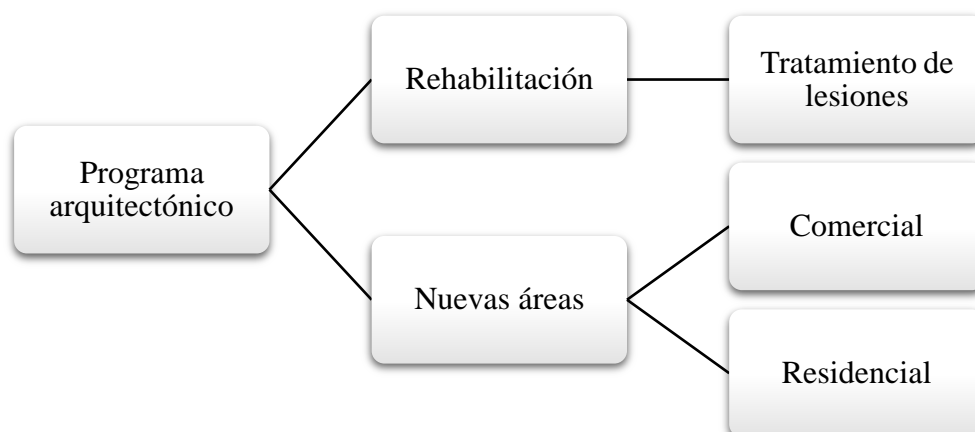 Programa
arquitectónico
Rehabilitación
Tratamiento de
lesiones
Nuevas áreas
Comercial
Residencial